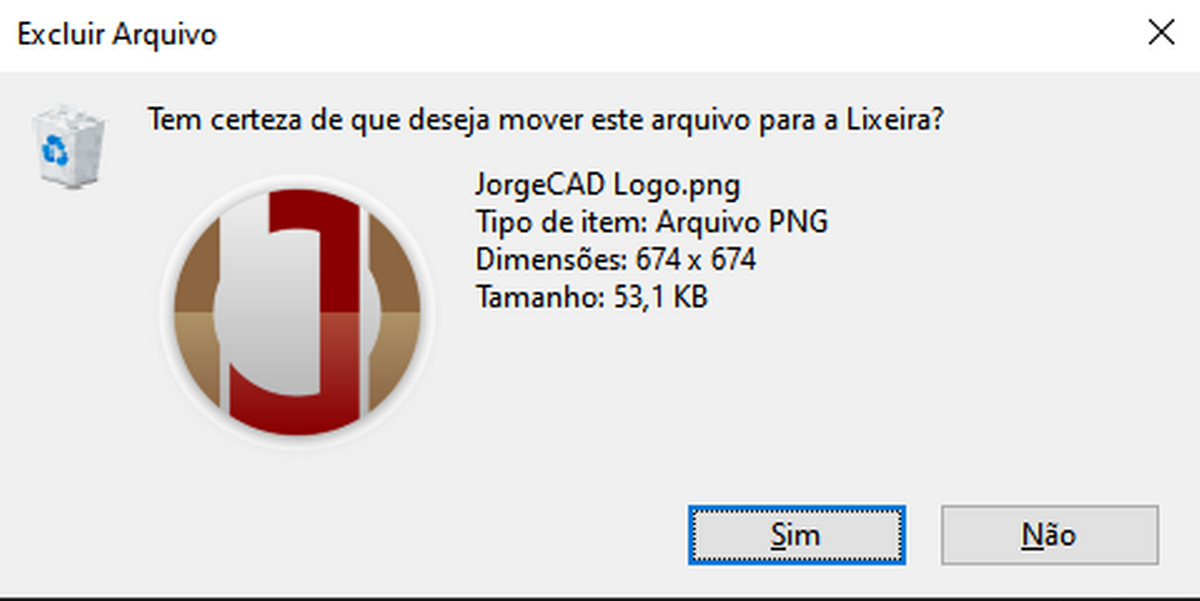 Excluir Arquivo
Tem certeza de que deseja mover este arquivo para a Lixeira?
JorgeCAD Logo.png
Tipo de item: Arquivo PNG
Dimensões: 674 x 674
Tamanho: 53,1 KB
Sim
Não